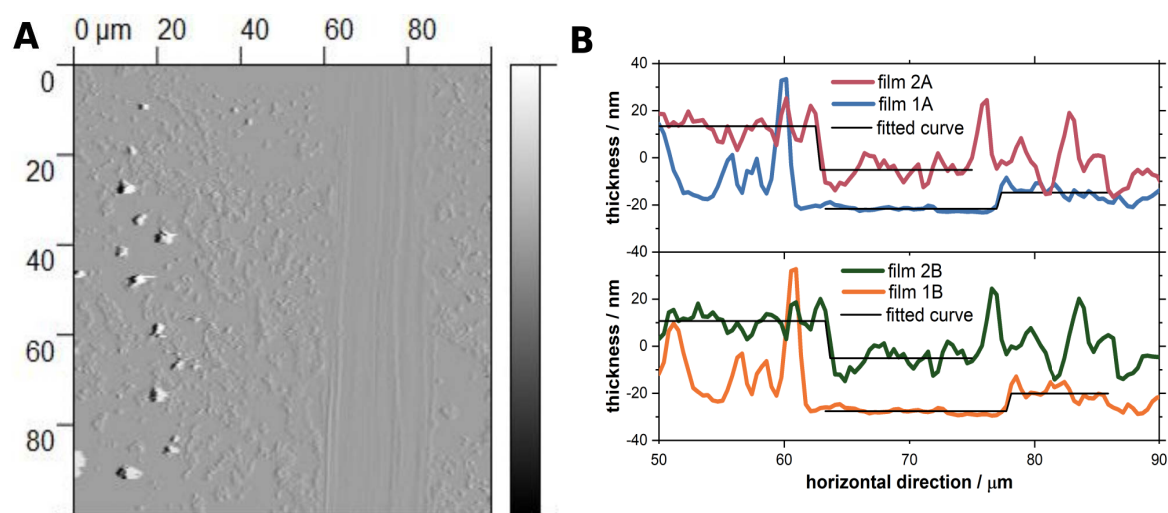 A
0 µm 20 40 60 80
0
20
40
60
80
B
thickness / nm
40
20
0
-20
-40
film 2A
film 1A
fitted curve
thickness / nm
20
0
-20
-40
film 2B
film 1B
fitted curve
50 60 70 80 90
horizontal direction / µm